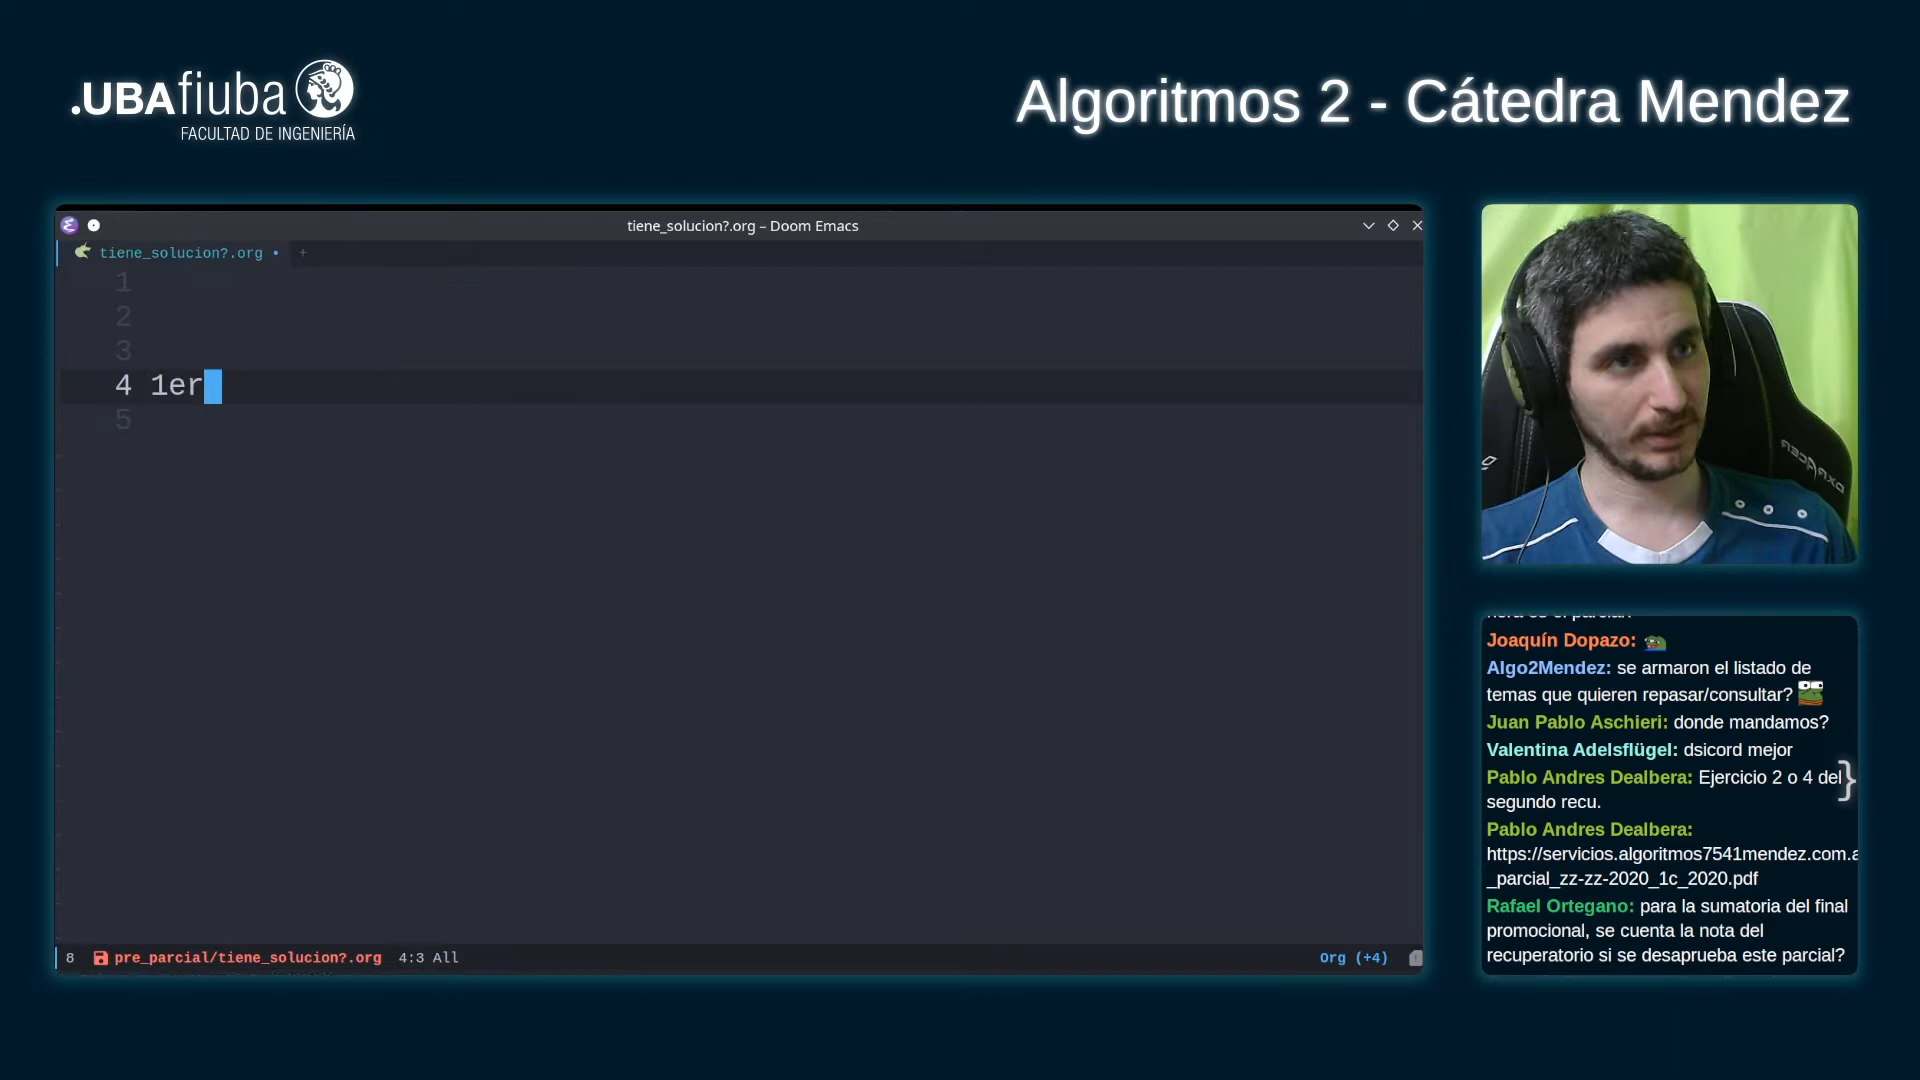 .UBAfiuba
FACULTAD DE INGENIERÍA
Algoritmos 2 - Cátedra Mendez
tiene_solucion?.org – Doom Emacs
tiene_solucion?.org • +
1
2
3
4 1er
5
8 pre_parcial/tiene_solucion?.org 4:3 All Org (+4)
Joaquín Dopazo:
Algo2Mendez: se armaron el listado de
temas que quieren repasar/consultar?
Juan Pablo Aschieri: donde mandamos?
Valentina Adelsflügel: dsicord mejor
Pablo Andres Dealbera: Ejercicio 2 o 4 del
}
segundo recu.
Pablo Andres Dealbera:
https://servicios.algoritmos7541mendez.com.a
_parcial_zz-zz-2020_1c_2020.pdf
Rafael Ortegano: para la sumatoria del final
promocional, se cuenta la nota del
recuperatorio si se desaprueba este parcial?